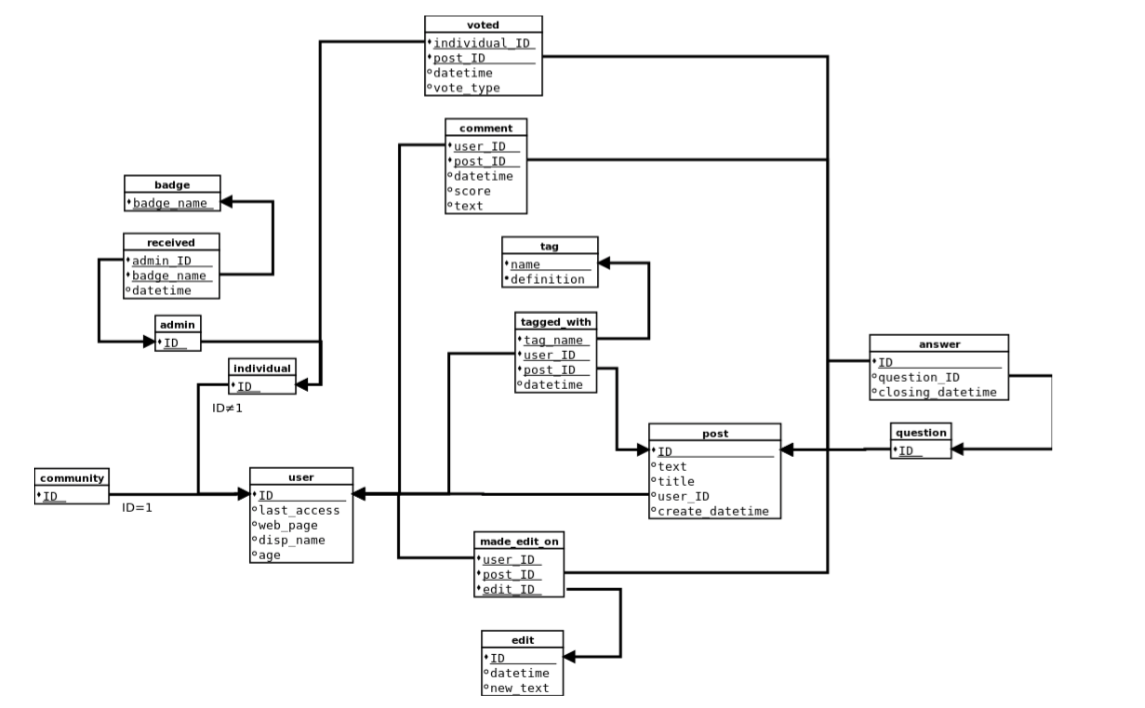 voted
individual_ID
post_ID
datetime
vote_type
comment
user_ID
post_ID
datetime
score
text
badge
badge_name
received
admin_ID
badge_name
datetime
tag
name
definition
admin
ID
tagged_with
tag_name
user_ID
post_ID
datetime
individual
ID
ID≠1
answer
ID
question_ID
closing_datetime
question
ID
post
ID
text
title
user_ID
create_datetime
community
ID
ID=1
user
ID
last_access
web_page
disp_name
age
made_edit_on
user_ID
post_ID
edit_ID
edit
ID
datetime
new_text